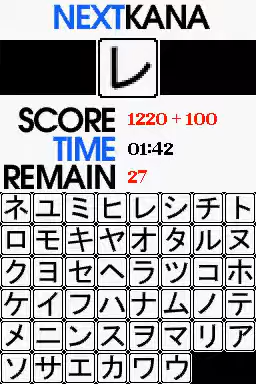 NEXTKANA
レ
SCORE 1220 + 100
TIME 01:42
REMAIN 27
ネユミヒレシチト
ロモキヤオタルヌ
クヨセヘラツコホ
ケイフハナムノテ
メニンスヲマリア
ソサエカワウ